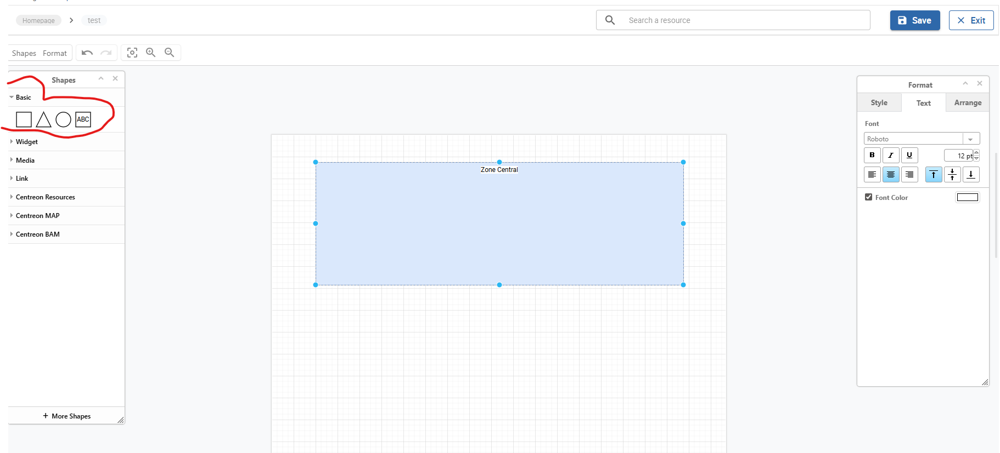 Homepage > test
Search a resource
Save
Exit
Shapes Format
Shapes
Basic
ABC
Widget
Media
Link
Centreon Resources
Centreon MAP
Centreon BAM
+ More Shapes
Zone Central
Format
Style Text Arrange
Font
Roboto
B I U 12 pt
Font Color